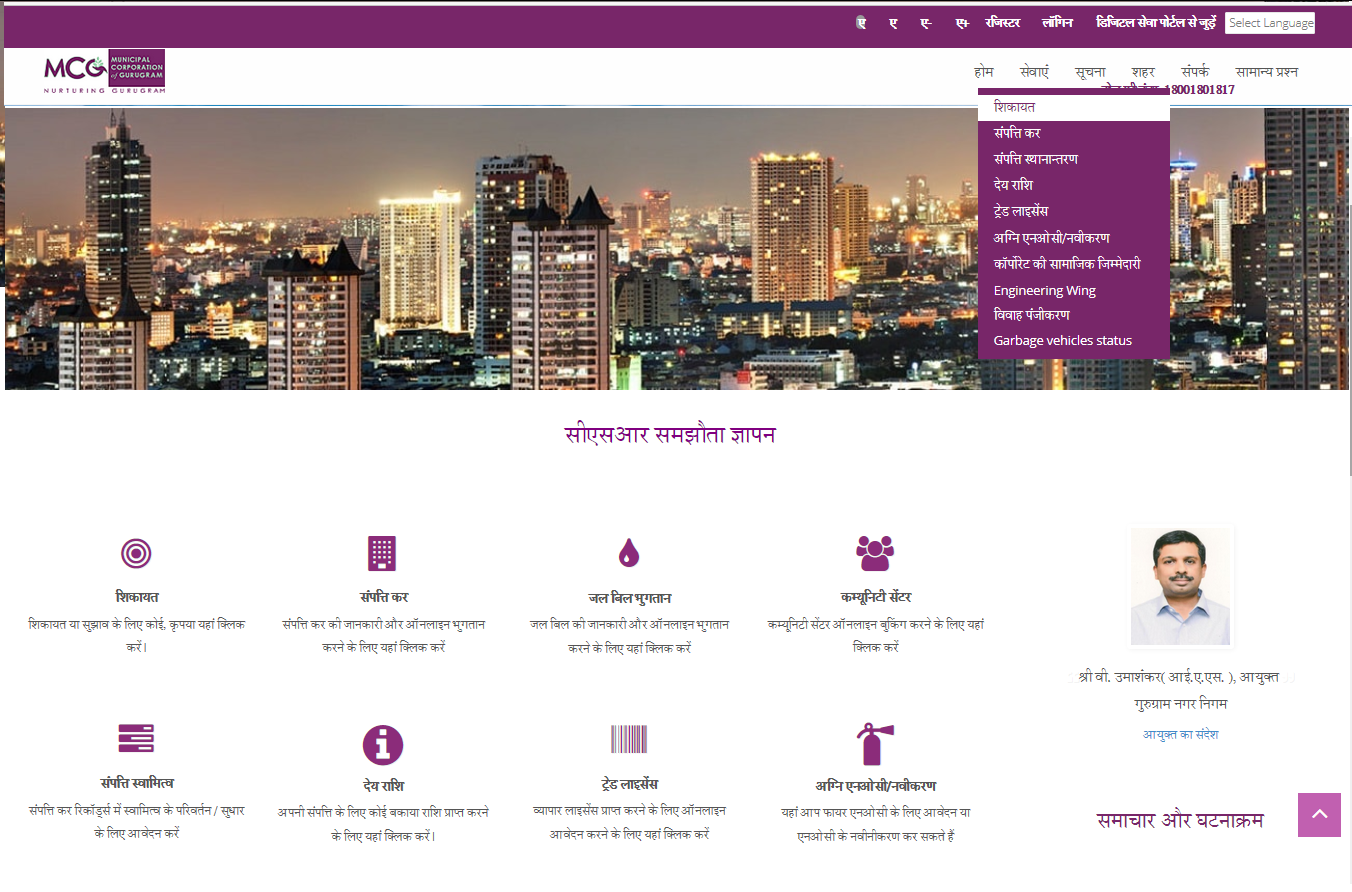 ऐ ए ए- ए+ रजिस्टर लॉगिन डिजिटल सेवा पोर्टल से जुड़ें Select Language
MCG MUNICIPAL CORPORATION of GURUGRAM
NURTURING GURUGRAM
होम सेवाएं सूचना शहर संपर्क सामान्य प्रश्न
18001801817
शिकायत
संपत्ति कर
संपत्ति स्थानान्तरण
देय राशि
ट्रेड लाइसेंस
अग्नि एनओसी/नवीकरण
कॉर्पोरेट की सामाजिक जिम्मेदारी
Engineering Wing
विवाह पंजीकरण
Garbage vehicles status
सीएसआर समझौता ज्ञापन
शिकायत
शिकायत या सुझाव के लिए कोई, कृपया यहां क्लिक
करें।
संपत्ति कर
संपत्ति कर की जानकारी और ऑनलाइन भुगतान
करने के लिए यहां क्लिक करें
जल बिल भुगतान
जल बिल की जानकारी और ऑनलाइन भुगतान
करने के लिए यहां क्लिक करें
कम्यूनिटी सेंटर
कम्यूनिटी सेंटर ऑनलाइन बुकिंग करने के लिए यहां
क्लिक करें
श्री वी. उमाशंकर( आई.ए.एस. ), आयुक्त
गुरुग्राम नगर निगम
आयुक्त का संदेश
संपत्ति स्वामित्व
संपत्ति कर रिकॉर्ड्स में स्वामित्व के परिवर्तन / सुधार
के लिए आवेदन करें
देय राशि
अपनी संपत्ति के लिए कोई बकाया राशि प्राप्त करने
के लिए यहां क्लिक करें।
ट्रेड लाइसेंस
व्यापार लाइसेंस प्राप्त करने के लिए ऑनलाइन
आवेदन करने के लिए यहां क्लिक करें
अग्नि एनओसी/नवीकरण
यहां आप फायर एनओसी के लिए आवेदन या
एनओसी के नवीनीकरण कर सकते हैं
समाचार और घटनाक्रम